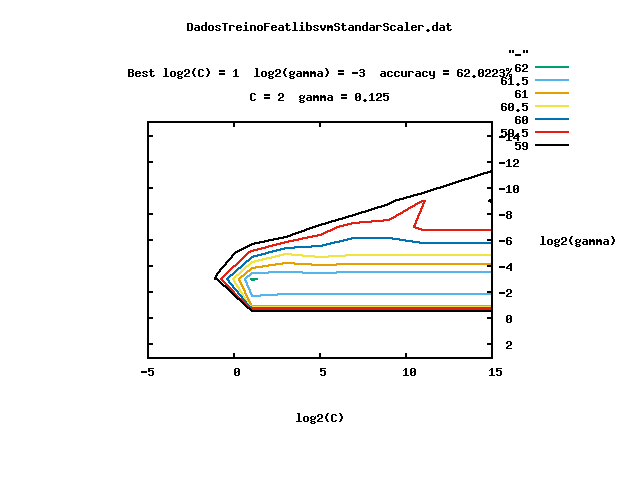 DadosTreinoFeatlibsvmStandarScaler.dat
"-"
Best log2(C) = 1 log2(gamma) = -3 accuracy = 62.0223%
C = 2 gamma = 0.125
62
61.5
61
60.5
60
59.5
59
-14
-12
-10
-8
-6
-4
-2
0
2
log2(gamma)
-5 0 5 10 15
log2(C)